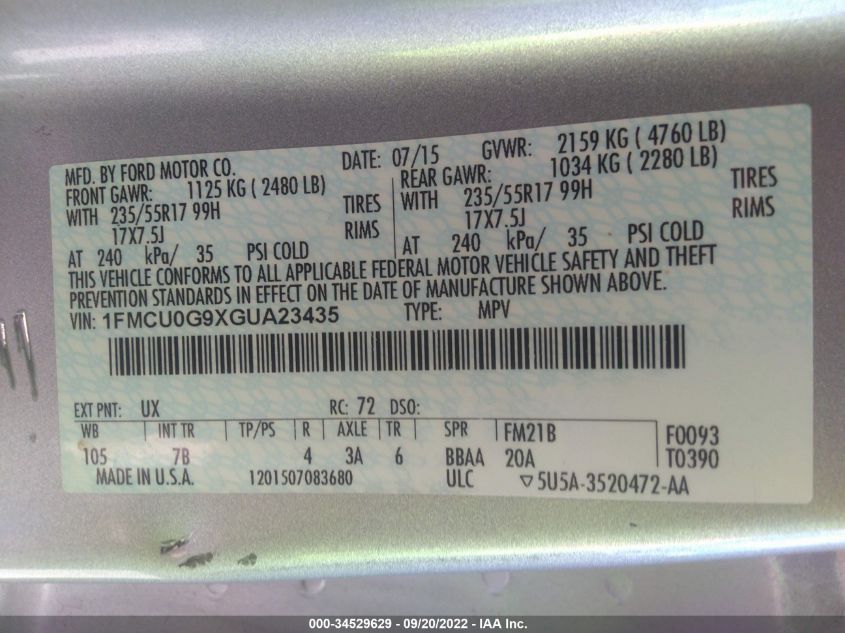 MFD. BY FORD MOTOR CO. DATE: 07/15 GVWR: 2159 KG ( 4760 LB)
FRONT GAWR: 1125 KG ( 2480 LB) REAR GAWR: 1034 KG ( 2280 LB)
WITH 235/55R17 99H TIRES WITH 235/55R17 99H TIRES
17X7.5J RIMS 17X7.5J RIMS
AT 240 kPa/ 35 PSI COLD AT 240 kPa/ 35 PSI COLD
THIS VEHICLE CONFORMS TO ALL APPLICABLE FEDERAL MOTOR VEHICLE SAFETY AND THEFT
PREVENTION STANDARDS IN EFFECT ON THE DATE OF MANUFACTURE SHOWN ABOVE.
VIN: 1FMCU0G9XGUA23435 TYPE: MPV
EXT PNT: UX RC: 72 DSO:
WB INT TR TP/PS R AXLE TR SPR FM21B F0093
105 7B 4 3A 6 BBAA 20A T0390
MADE IN U.S.A. 1201507083680 ULC ▽5U5A-3520472-AA
000-34529629 - 09/20/2022 - IAA Inc.